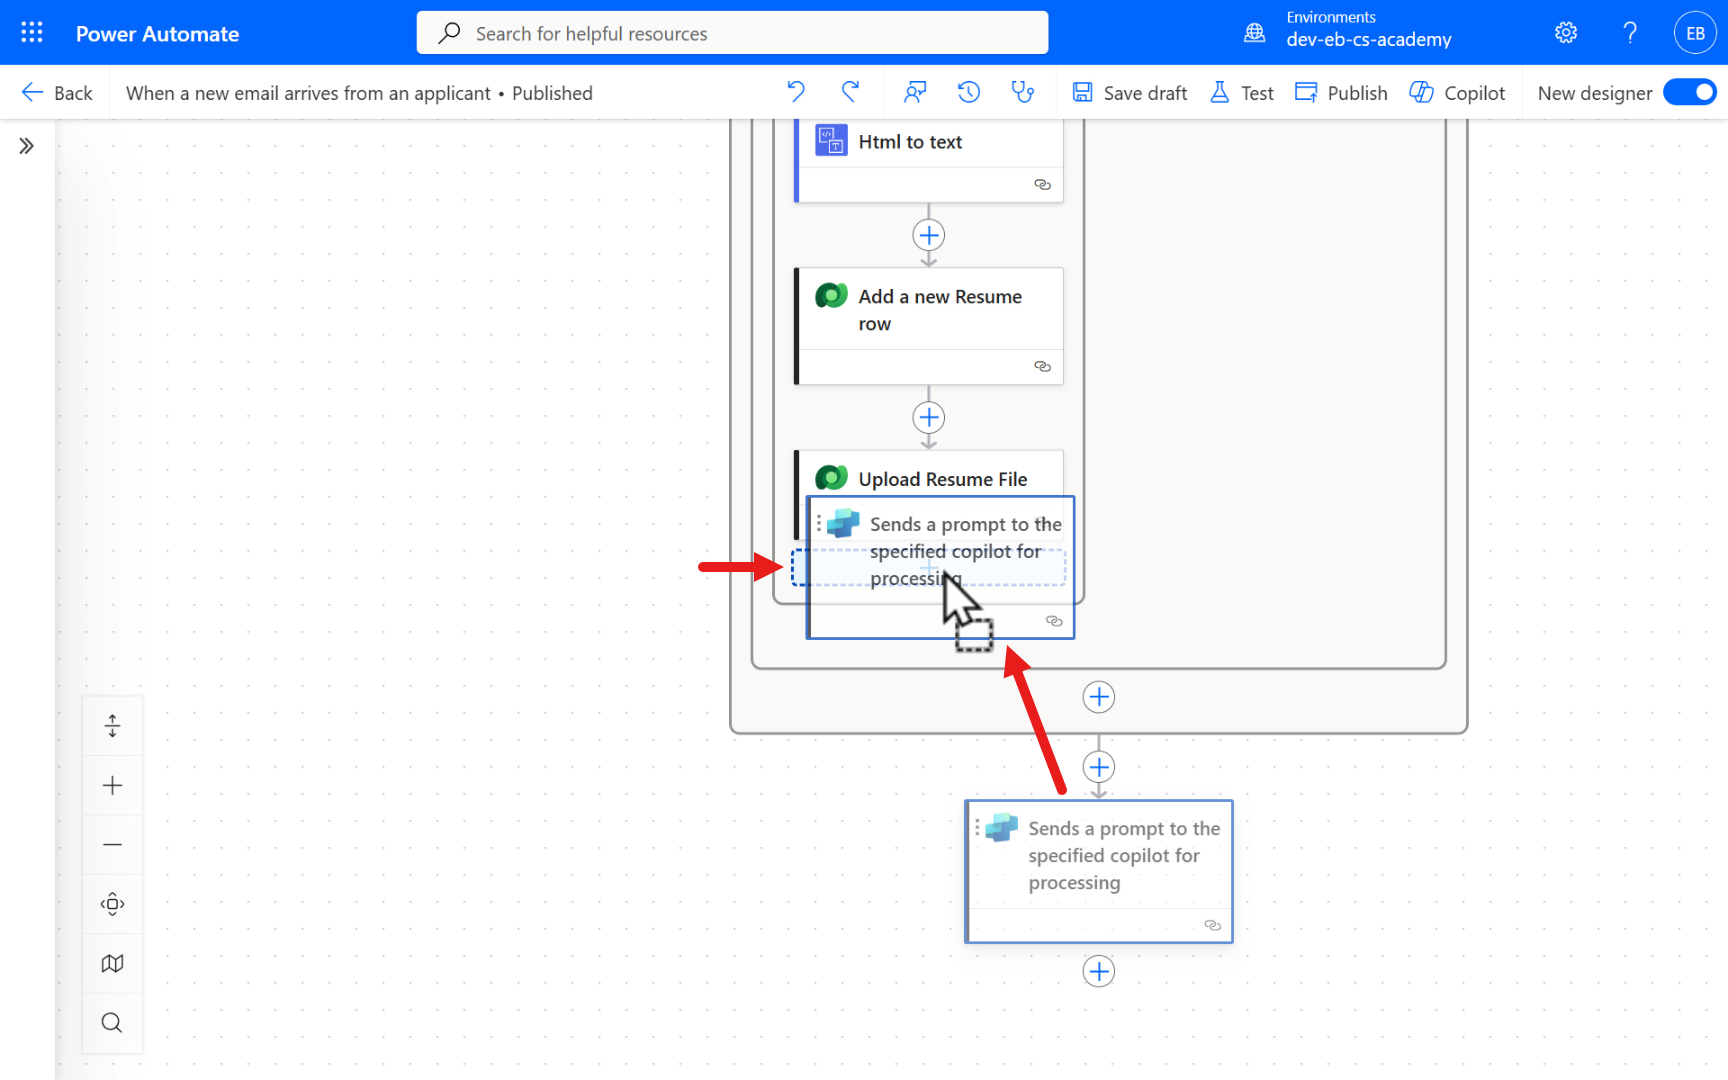 Power Automate
Search for helpful resources
Environments
dev-eb-cs-academy
?
EB
Back
When a new email arrives from an applicant • Published
Save draft
Test
Publish
Copilot
New designer
Html to text
Add a new Resume
row
Upload Resume File
Sends a prompt to the
specified copilot for
processing
Sends a prompt to the
specified copilot for
processing